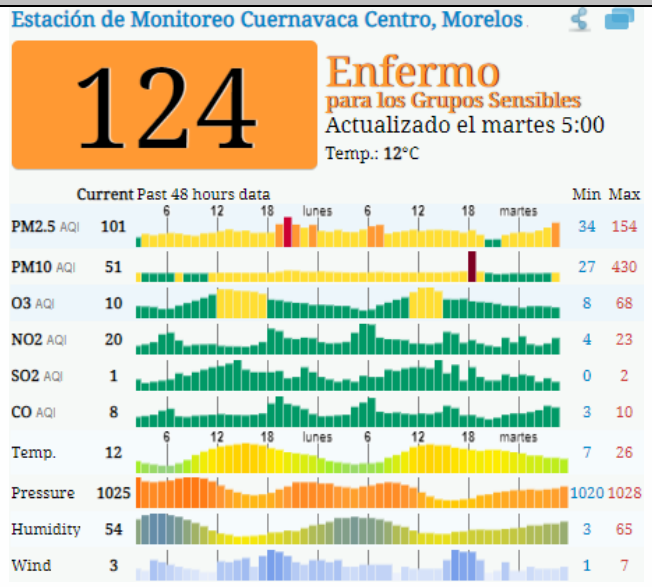 Estación de Monitoreo Cuernavaca Centro, Morelos.
124
Enfermo
para los Grupos Sensibles
Actualizado el martes 5:00
Temp.: 12°C
Current Past 48 hours data Min Max
6 12 18 lunes 6 12 18 martes
PM2.5 AQI 101 34 154
PM10 AQI 51 27 430
O3 AQI 10 8 68
NO2 AQI 20 4 23
SO2 AQI 1 0 2
CO AQI 8 3 10
6 12 18 lunes 6 12 18 martes
Temp. 12 7 26
Pressure 1025 1020 1028
Humidity 54 3 65
Wind 3 1 7